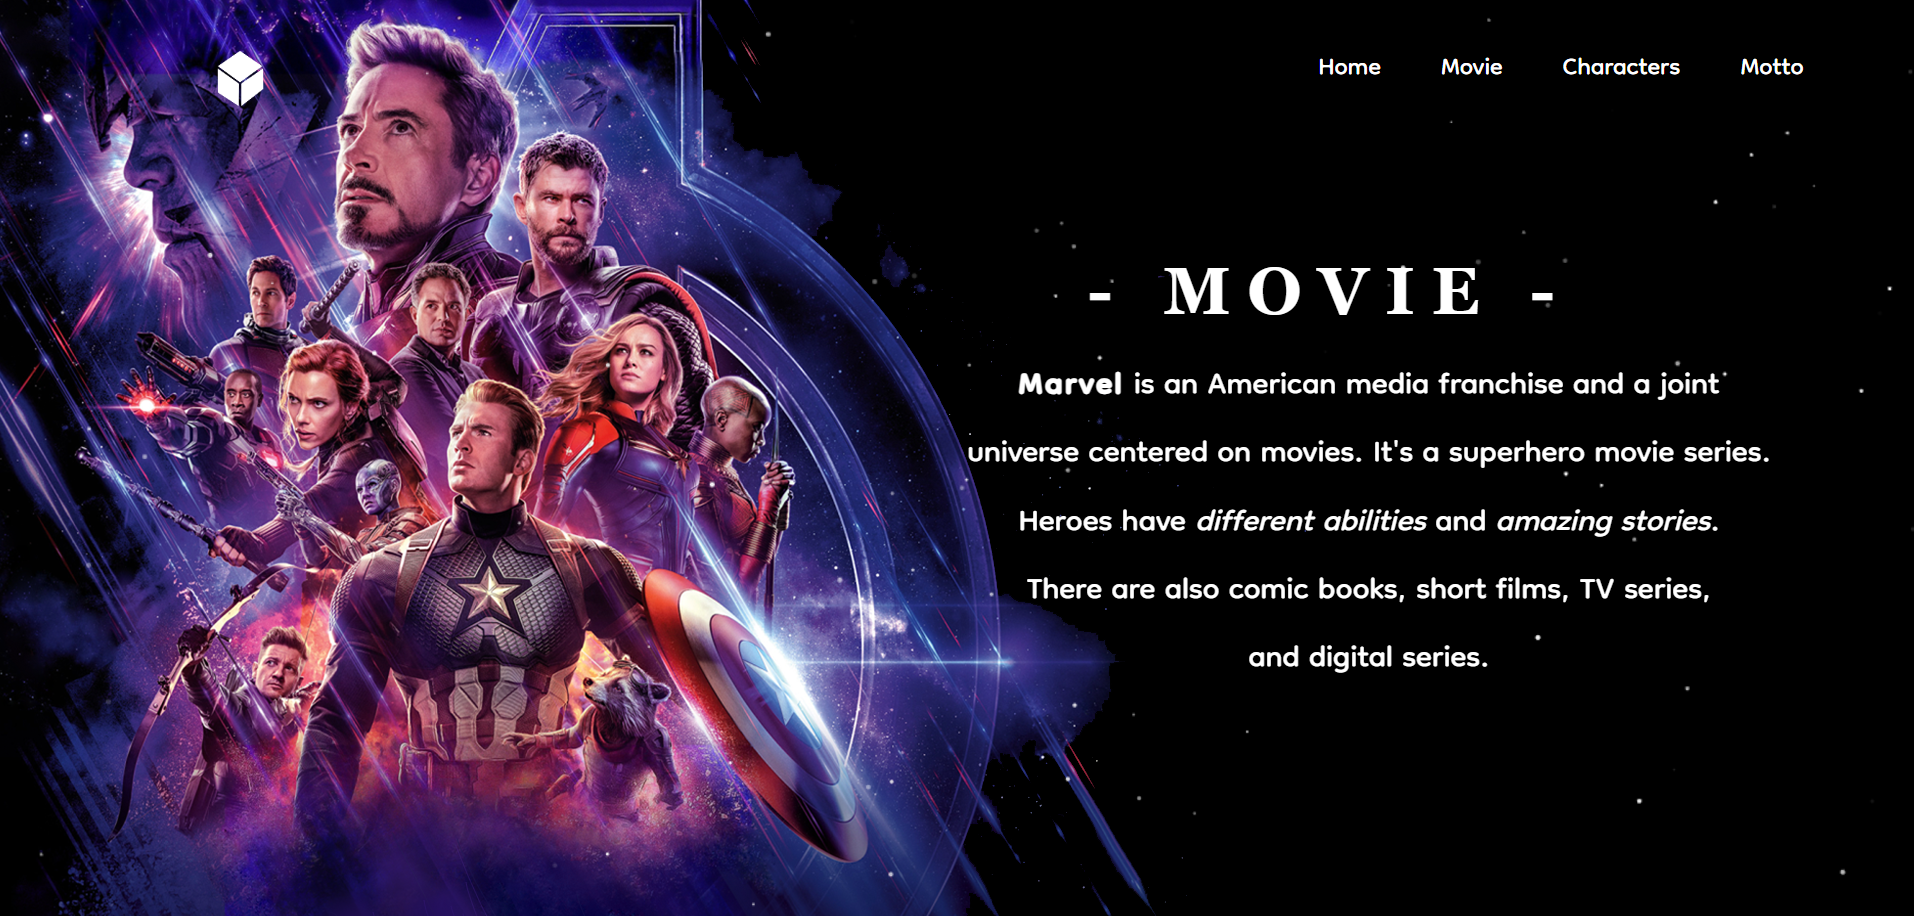 Home Movie Characters Motto
- MOVIE -
Marvel is an American media franchise and a joint
universe centered on movies. It's a superhero movie series.
Heroes have different abilities and amazing stories.
There are also comic books, short films, TV series,
and digital series.